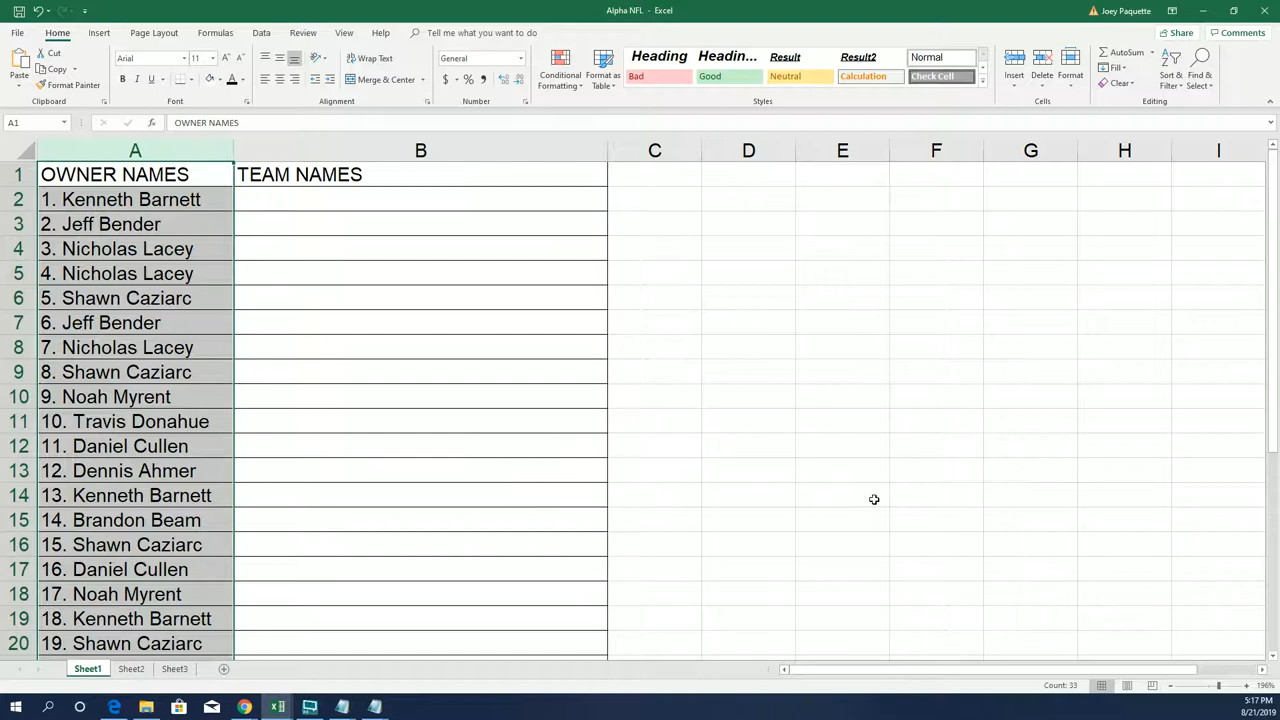 Alpha NFL - Excel
Joey Paquette
File Home Insert Page Layout Formulas Data Review View Help Tell me what you want to do
Share Comments
Paste
Cut
Copy
Format Painter
Clipboard
Arial 11
B I U
Font
Wrap Text
Merge & Center
Alignment
General
$ % 
Number
Conditional Formatting
Format as Table
Heading Headin... Result Result2 Normal
Bad Good Neutral Calculation Check Cell
Styles
Insert Delete Format
Cells
AutoSum
Fill
Clear
Sort & Filter
Find & Select
Editing
A1 fx OWNER NAMES
A B C D E F G H I
1 OWNER NAMES TEAM NAMES
2 1. Kenneth Barnett
3 2. Jeff Bender
4 3. Nicholas Lacey
5 4. Nicholas Lacey
6 5. Shawn Caziarc
7 6. Jeff Bender
8 7. Nicholas Lacey
9 8. Shawn Caziarc
10 9. Noah Myrent
11 10. Travis Donahue
12 11. Daniel Cullen
13 12. Dennis Ahmer
14 13. Kenneth Barnett
15 14. Brandon Beam
16 15. Shawn Caziarc
17 16. Daniel Cullen
18 17. Noah Myrent
19 18. Kenneth Barnett
20 19. Shawn Caziarc
Sheet1 Sheet2 Sheet3
Count: 33
196%
5:17 PM
8/21/2019